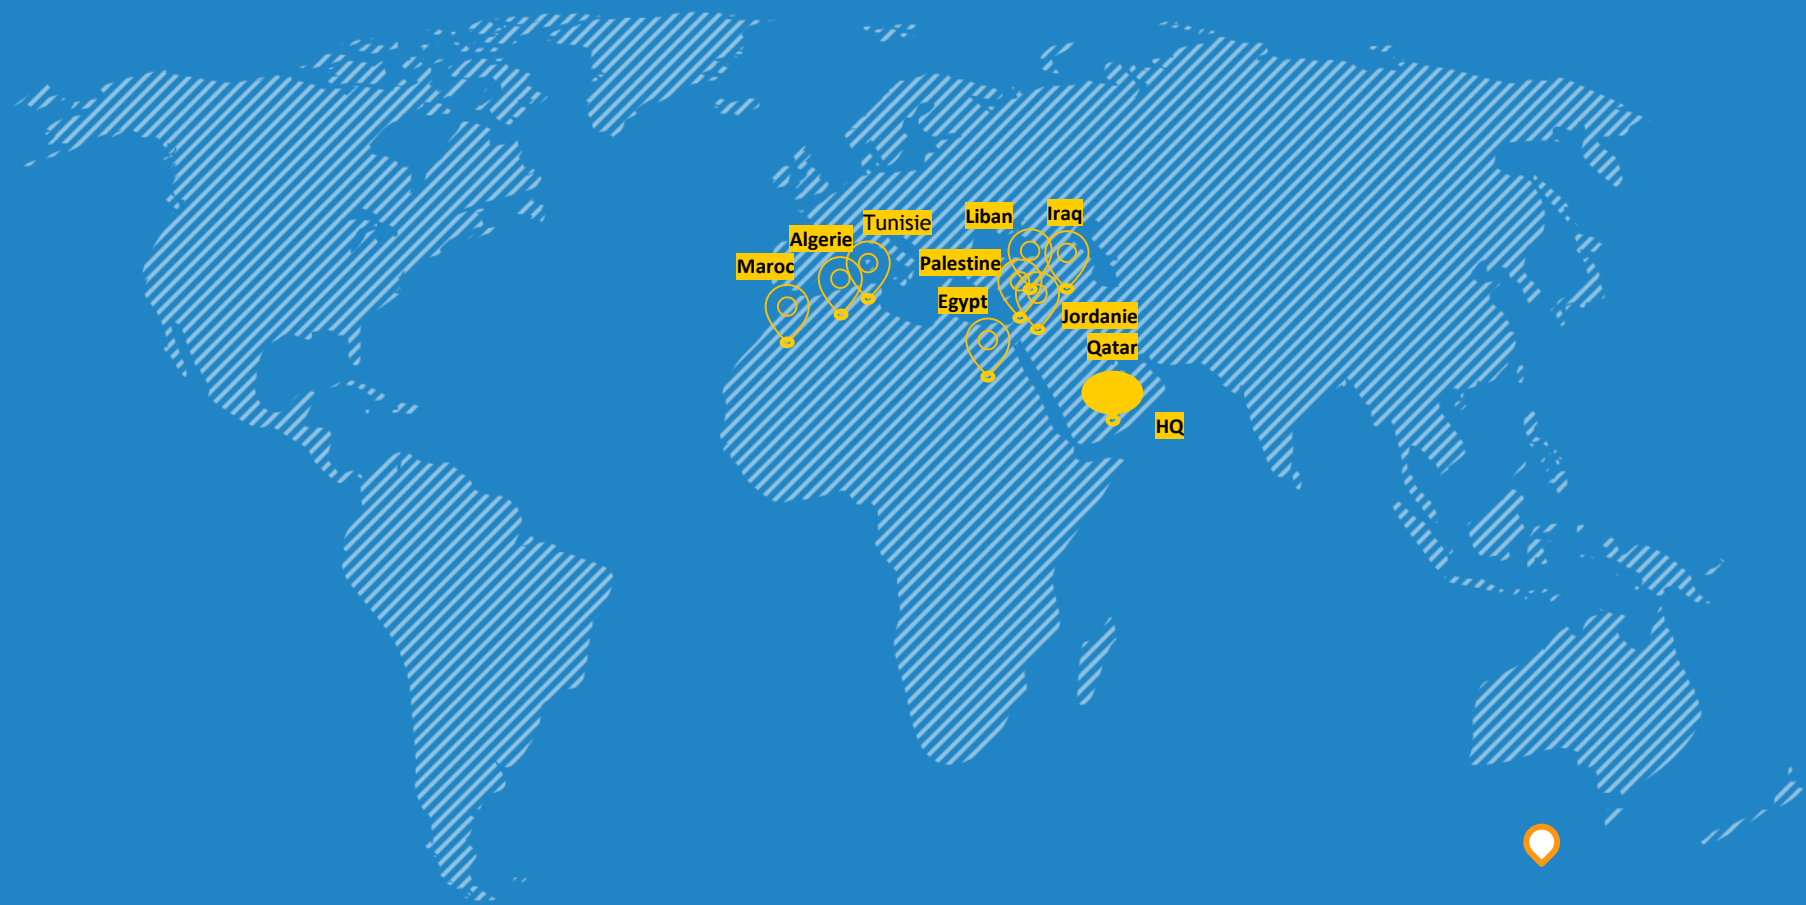 Liban
Iraq
Tunisie
Algerie
Maroc
Palestine
Egypt
Jordanie
Qatar
HQ